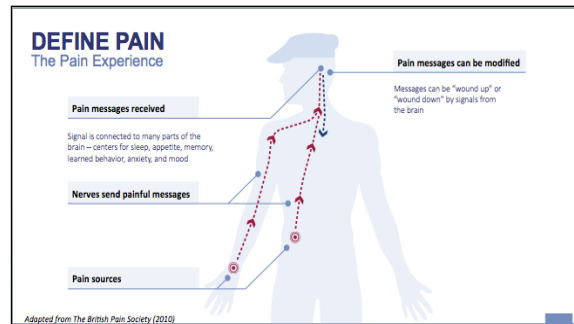 DEFINE PAIN
The Pain Experience
Pain messages received
Signal is connected to many parts of the
brain – centers for sleep, appetite, memory,
learned behavior, anxiety, and mood
Nerves send painful messages
Pain sources
Pain messages can be modified
Messages can be “wound up” or
“wound down” by signals from
the brain
Adapted from The British Pain Society (2010)